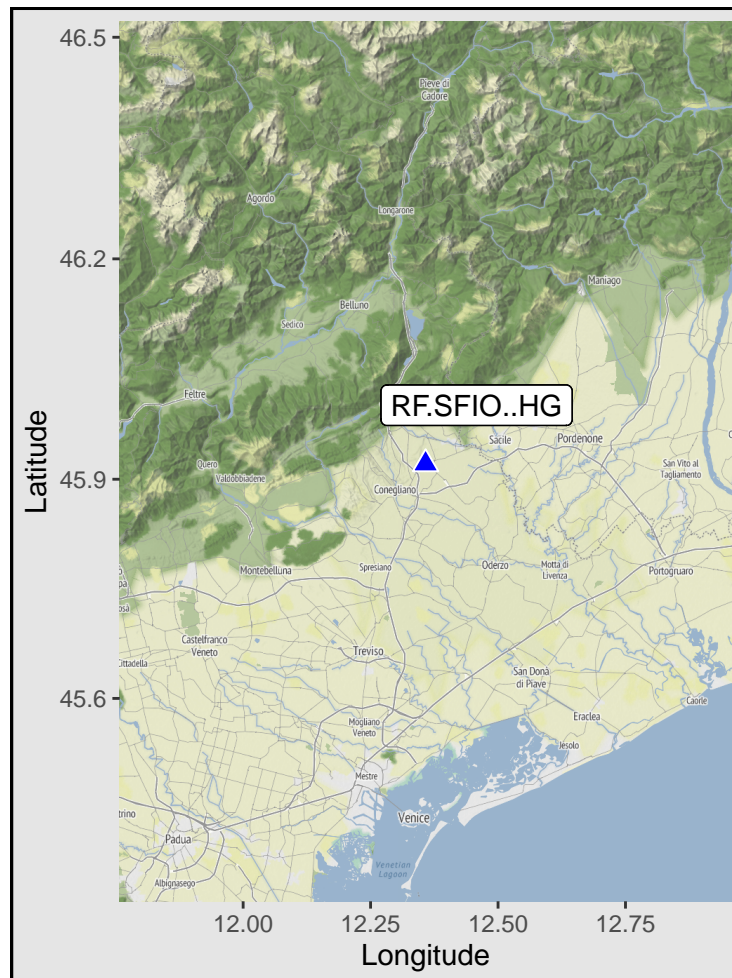 46.5
46.2
45.9
45.6
Latitude
Pieve di
Cadore
Agordo
Longarone
Maniago
Belluno
Sedico
Feltre
RF.SFIO..HG
Sacile
Pordenone
Quero
Valdobbiadene
San Vito al
Tagliamento
Conegliano
Montebelluna
Spresiano
Oderzo
Motta di
Livenza
Portogruaro
Castelfranco
Veneto
Cittadella
Treviso
San Donà
di Piave
Caorle
Eraclea
Mogliano
Veneto
Jesolo
Mestre
Venice
Padua
Venetian
Lagoon
Albignasego
12.00
12.25
12.50
12.75
Longitude